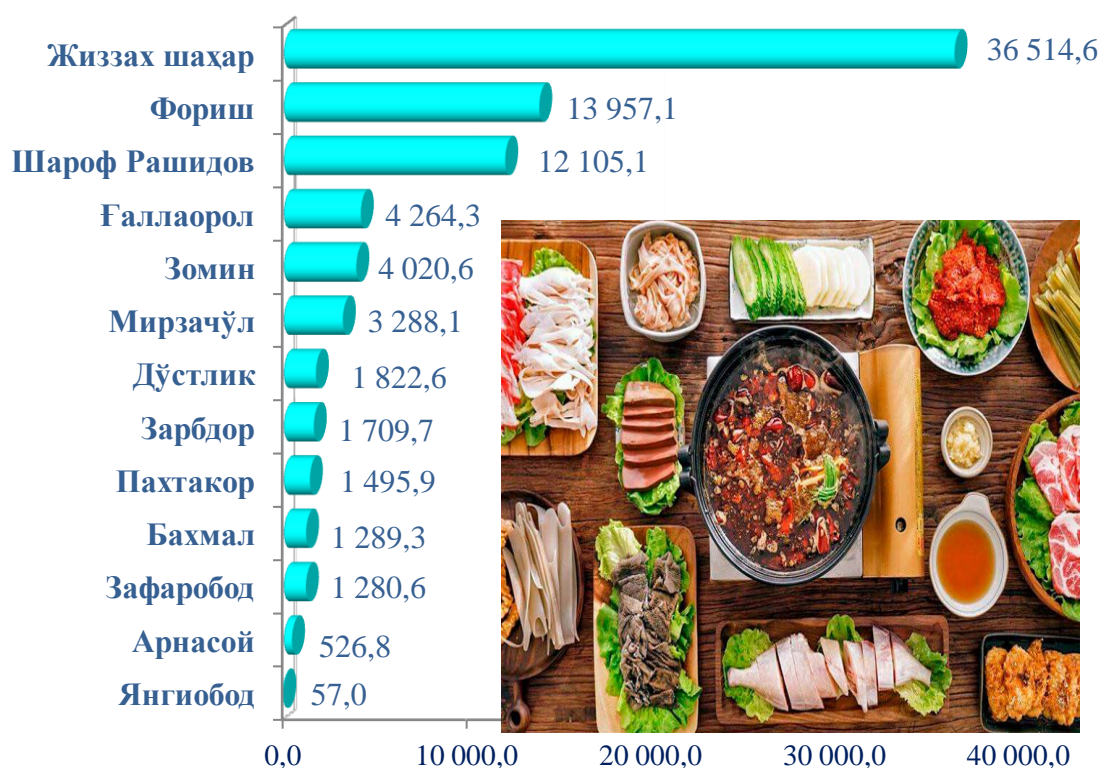 Жиззах шаҳар 36 514,6
Фориш 13 957,1
Шароф Рашидов 12 105,1
Ғаллаорол 4 264,3
Зомин 4 020,6
Мирзачўл 3 288,1
Дўстлик 1 822,6
Зарбдор 1 709,7
Пахтакор 1 495,9
Бахмал 1 289,3
Зафаробод 1 280,6
Арнасой 526,8
Янгиобод 57,0
0,0 10 000,0 20 000,0 30 000,0 40 000,0